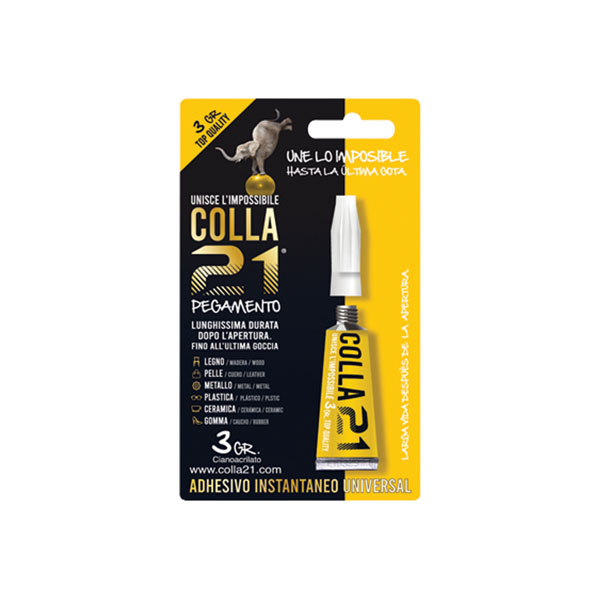 3 GR.
TOP QUALITY
UNE LO IMPOSIBLE
HASTA LA ÚLTIMA GOTA
UNISCE L'IMPOSSIBILE
COLLA
21®
PEGAMENTO
LUNGHISSIMA DURATA
DOPO L'APERTURA.
FINO ALL'ULTIMA GOCCIA
LEGNO / MADERA / WOOD
PELLE / CUERO / LEATHER
METALLO / METAL / METAL
PLASTICA / PLÁSTICO / PLSTIC
CERAMICA / CERÁMICA / CERAMIC
GOMMA / CAUCHO / RUBBER
3 GR.
Cianoacrilato
www.colla21.com
ADHESIVO INSTANTANEO UNIVERSAL
UNISCE L'IMPOSSIBILE 3 GR. TOP QUALITY
COLLA 21
LARGA VIDA DESPUÉS DE LA APERTURA.